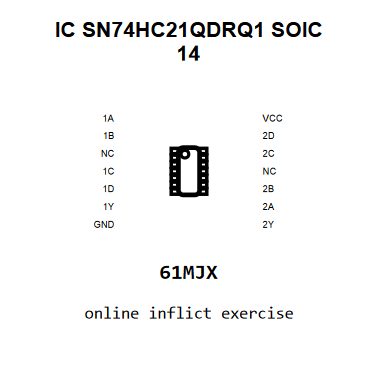 IC SN74HC21QDRQ1 SOIC
14
1A VCC
1B 2D
NC 2C
1C NC
1D 2B
1Y 2A
GND 2Y
61MJX
online inflict exercise